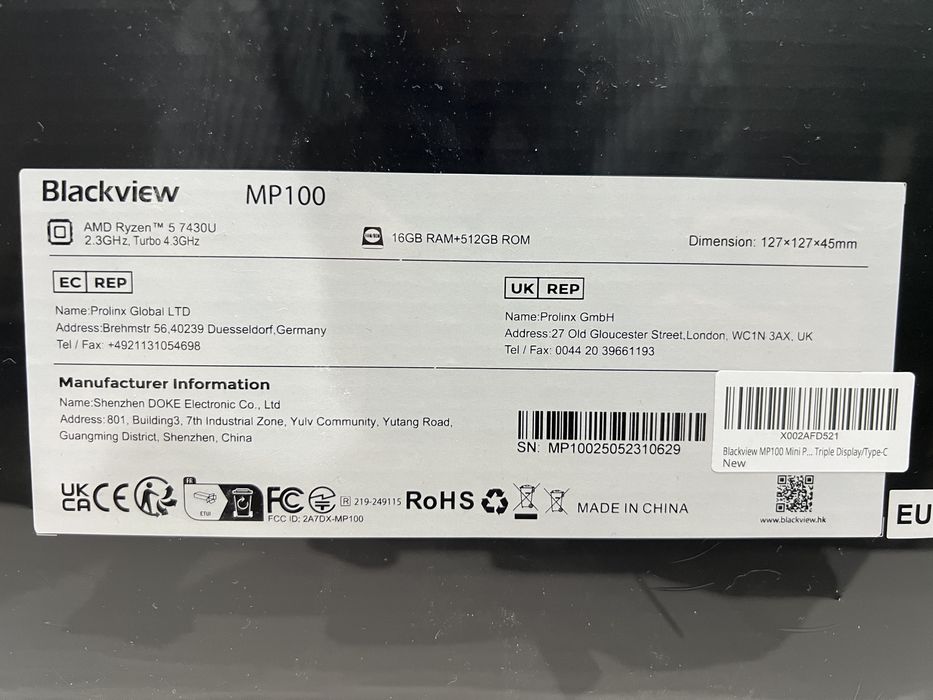 Blackview MP100
AMD Ryzen™ 5 7430U
2.3GHz, Turbo 4.3GHz
16GB RAM+512GB ROM
Dimension: 127×127×45mm
EC REP
Name:Prolinx Global LTD
Address:Brehmstr 56,40239 Duesseldorf,Germany
Tel / Fax: +4921131054698
UK REP
Name:Prolinx GmbH
Address:27 Old Gloucester Street,London, WC1N 3AX, UK
Tel / Fax: 0044 20 39661193
Manufacturer Information
Name:Shenzhen DOKE Electronic Co., Ltd
Address:801, Building3, 7th Industrial Zone, Yulv Community, Yutang Road,
Guangming District, Shenzhen, China
SN: MP10025052310629
X002AFD521
Blackview MP100 Mini P... Triple Display/Type-C
New
UK
CA
CE
FR
ETUI
FC
FCC ID: 2A7DX-MP100
R 219-249115
RoHS
MADE IN CHINA
www.blackview.hk
EU